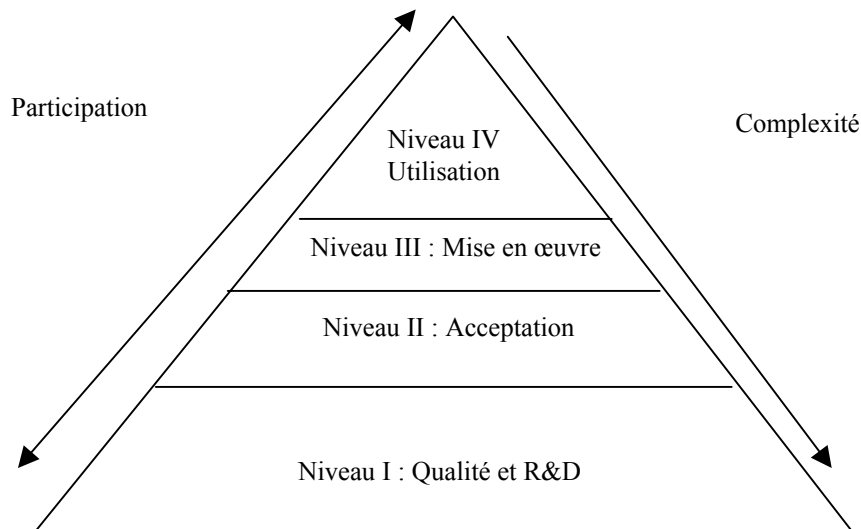 Participation
Complexité
Niveau IV
Utilisation
Niveau III : Mise en œuvre
Niveau II : Acceptation
Niveau I : Qualité et R&D